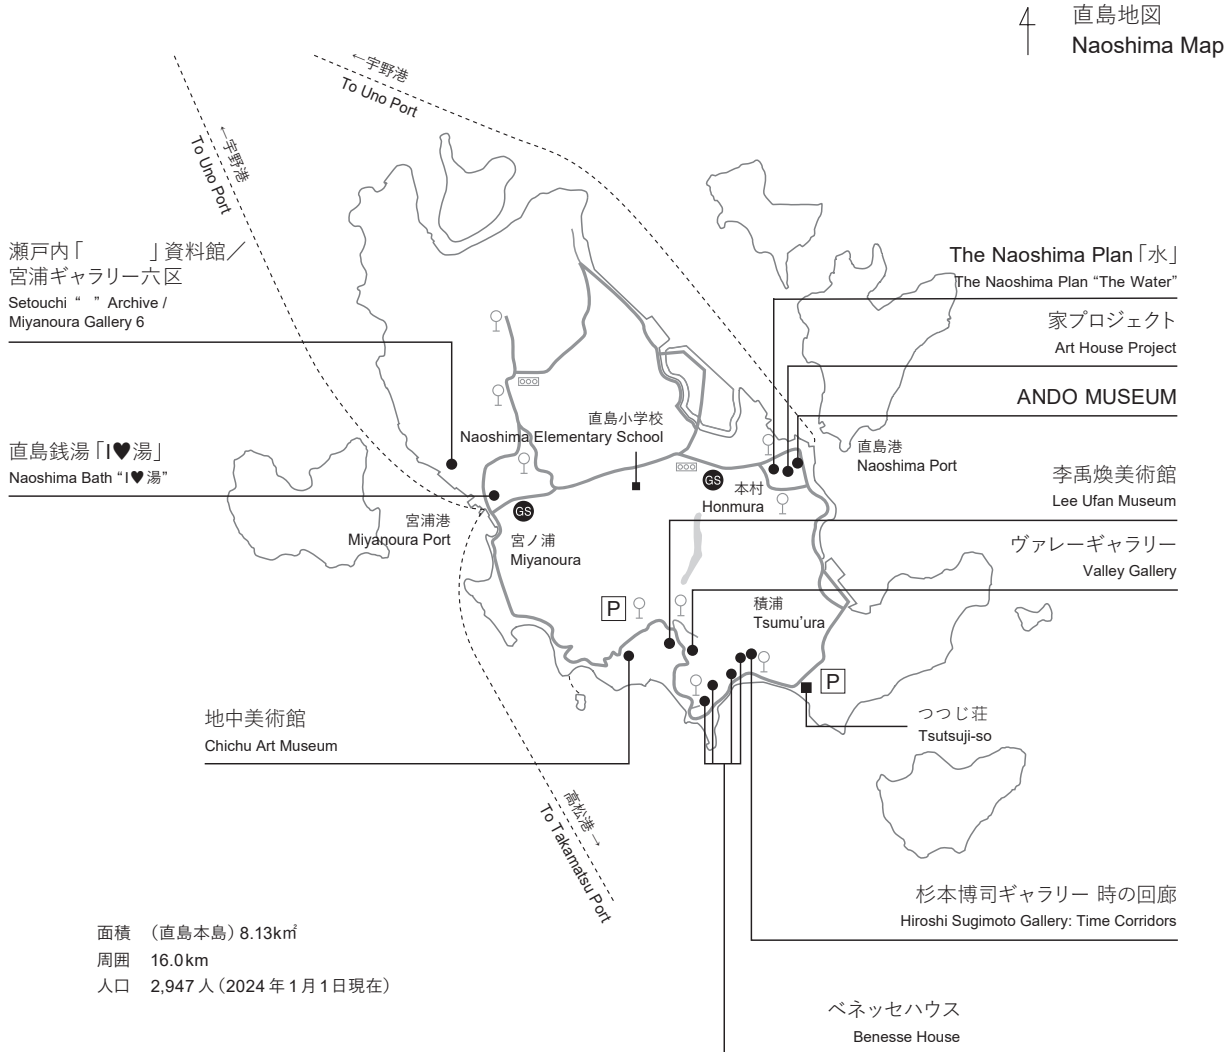 直島地図
Naoshima Map
←宇野港
To Uno Port
←宇野港
To Uno Port
瀬戸内「　　　」資料館／
宮浦ギャラリー六区
Setouchi “　” Archive /
Miyanoura Gallery 6
The Naoshima Plan「水」
The Naoshima Plan “The Water”
家プロジェクト
Art House Project
ANDO MUSEUM
直島小学校
Naoshima Elementary School
直島港
Naoshima Port
直島銭湯「I♥湯」
Naoshima Bath “I♥湯”
李禹煥美術館
Lee Ufan Museum
GS
本村
Honmura
宮浦港
Miyanoura Port
GS
宮ノ浦
Miyanoura
ヴァレーギャラリー
Valley Gallery
P
積浦
Tsumu’ura
P
地中美術館
Chichu Art Museum
つつじ荘
Tsutsuji-so
高松港→
To Takamatsu Port
杉本博司ギャラリー 時の回廊
Hiroshi Sugimoto Gallery: Time Corridors
面積　（直島本島）8.13k㎡
周囲　16.0km
人口　2,947人（2024年1月1日現在）
ベネッセハウス
Benesse House